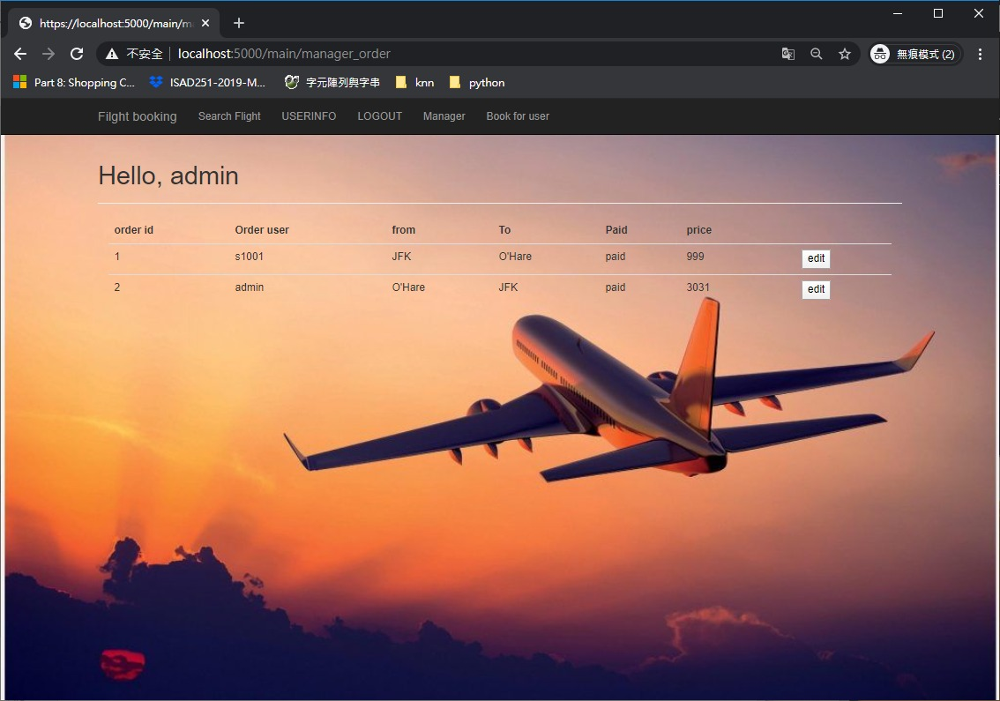 https://localhost:5000/main/m
不安全 localhost:5000/main/manager_order 無痕模式 (2)
Part 8: Shopping C... ISAD251-2019-M... 字元陣列與字串 knn python
Filght booking Search Flight USERINFO LOGOUT Manager Book for user
Hello, admin
order id Order user from To Paid price
1 s1001 JFK O'Hare paid 999 edit
2 admin O'Hare JFK paid 3031 edit